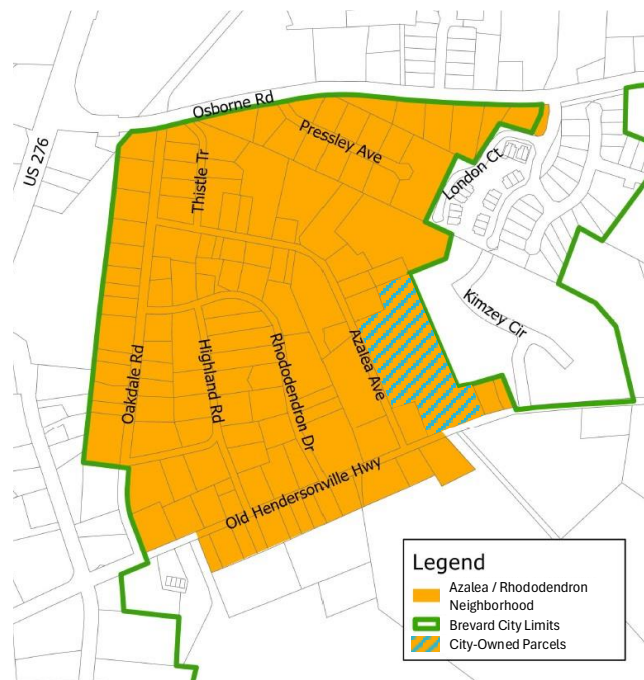 Osborne Rd
Pressley Ave
US 276
Thistle Tr
London Ct
Kimzey Cir
Oakdale Rd
Highland Rd
Rhododendron Dr
Azalea Ave
Old Hendersonville Hwy
Legend
Azalea / Rhododendron
Neighborhood
Brevard City Limits
City-Owned Parcels